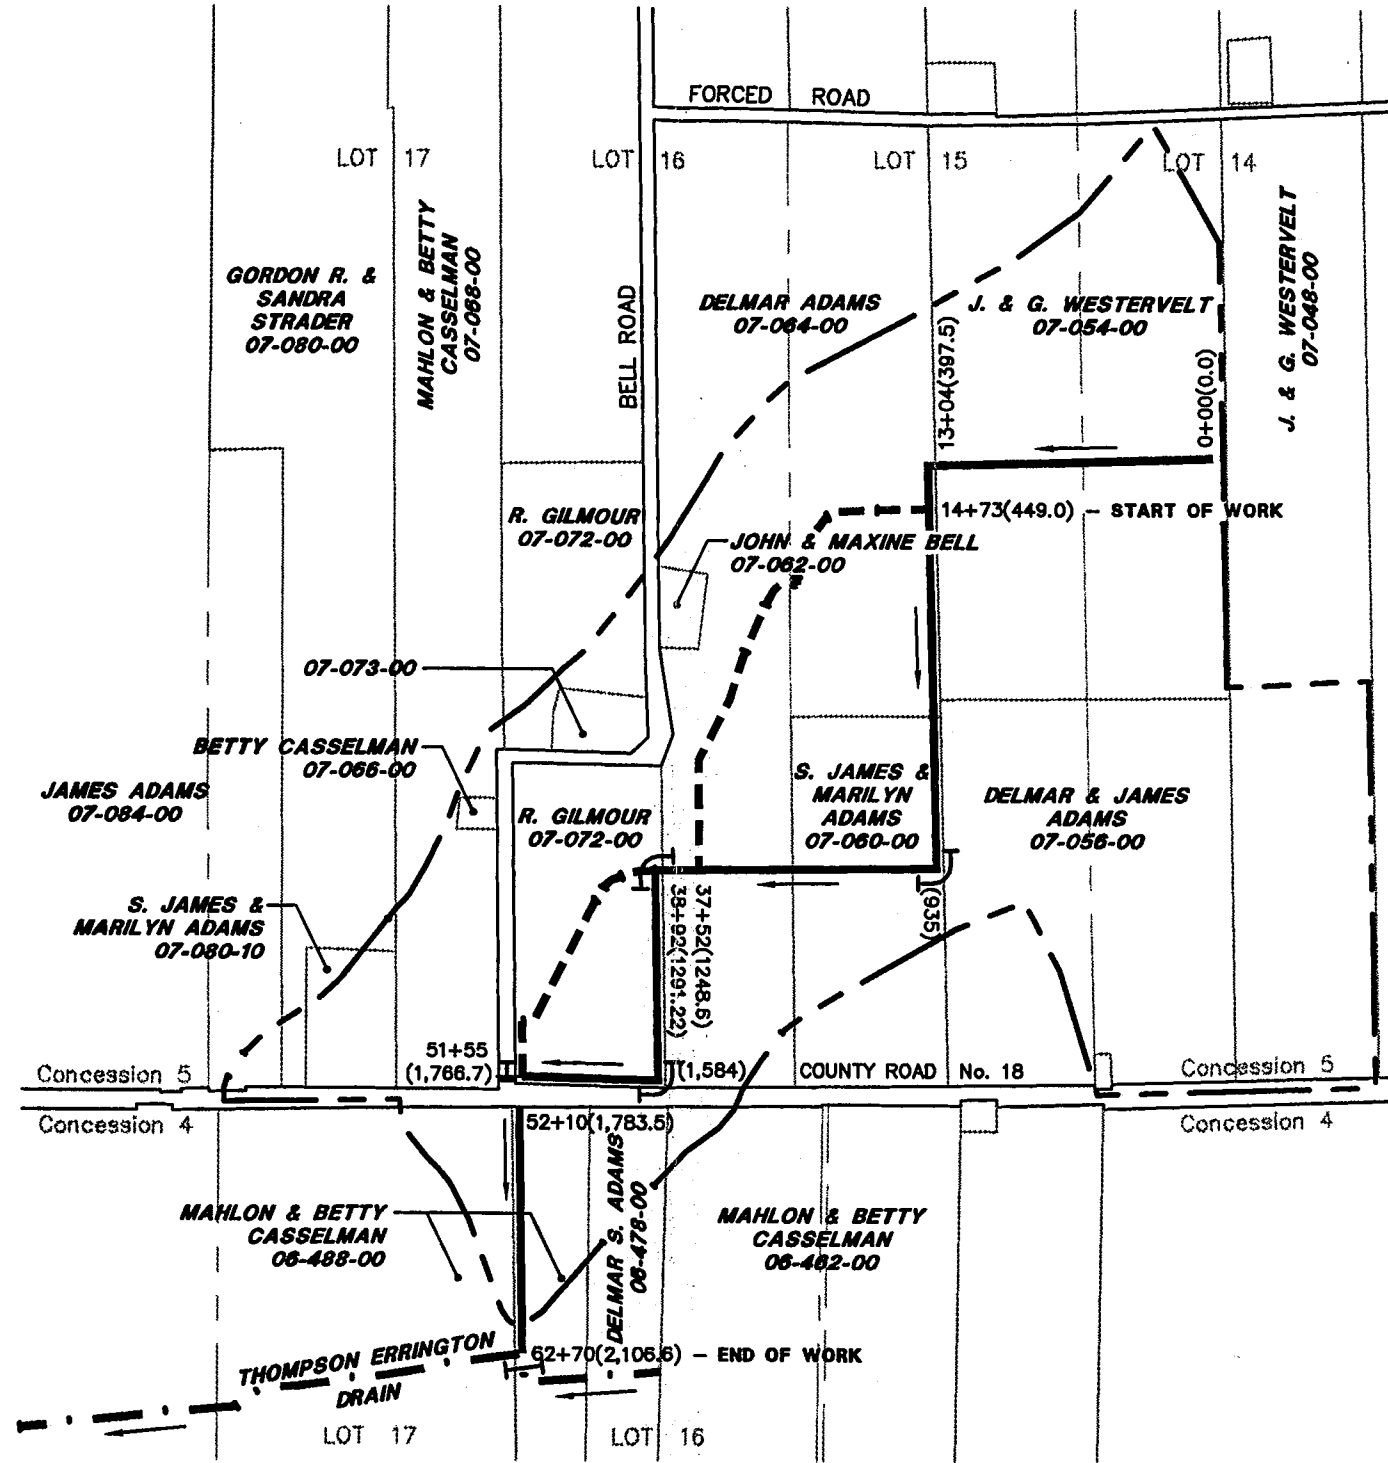 FORCED ROAD
LOT 17
LOT 16
LOT 15
LOT 14
GORDON R. &
SANDRA
STRADER
07-080-00
MAHLON & BETTY
CASSELMAN
07-068-00
BELL ROAD
DELMAR ADAMS
07-064-00
J. & G. WESTERVELT
07-054-00
J. & G. WESTERVELT
07-048-00
13+04(397.5)
0+00(0.0)
14+73(449.0) - START OF WORK
R. GILMOUR
07-072-00
JOHN & MAXINE BELL
07-062-00
07-073-00
BETTY CASSELMAN
07-066-00
JAMES ADAMS
07-084-00
R. GILMOUR
07-072-00
S. JAMES &
MARILYN
ADAMS
07-060-00
DELMAR & JAMES
ADAMS
07-056-00
S. JAMES &
MARILYN ADAMS
07-080-10
37+52(1248.6)
38+92(1291.22)
(935)
51+55
(1,766.7)
(1,584)
COUNTY ROAD No. 18
Concession 5
Concession 5
Concession 4
Concession 4
52+10(1,783.5)
MAHLON & BETTY
CASSELMAN
06-488-00
DELMAR S. ADAMS
06-478-00
MAHLON & BETTY
CASSELMAN
06-462-00
62+70(2,106.6) - END OF WORK
THOMPSON ERRINGTON
DRAIN
LOT 17
LOT 16